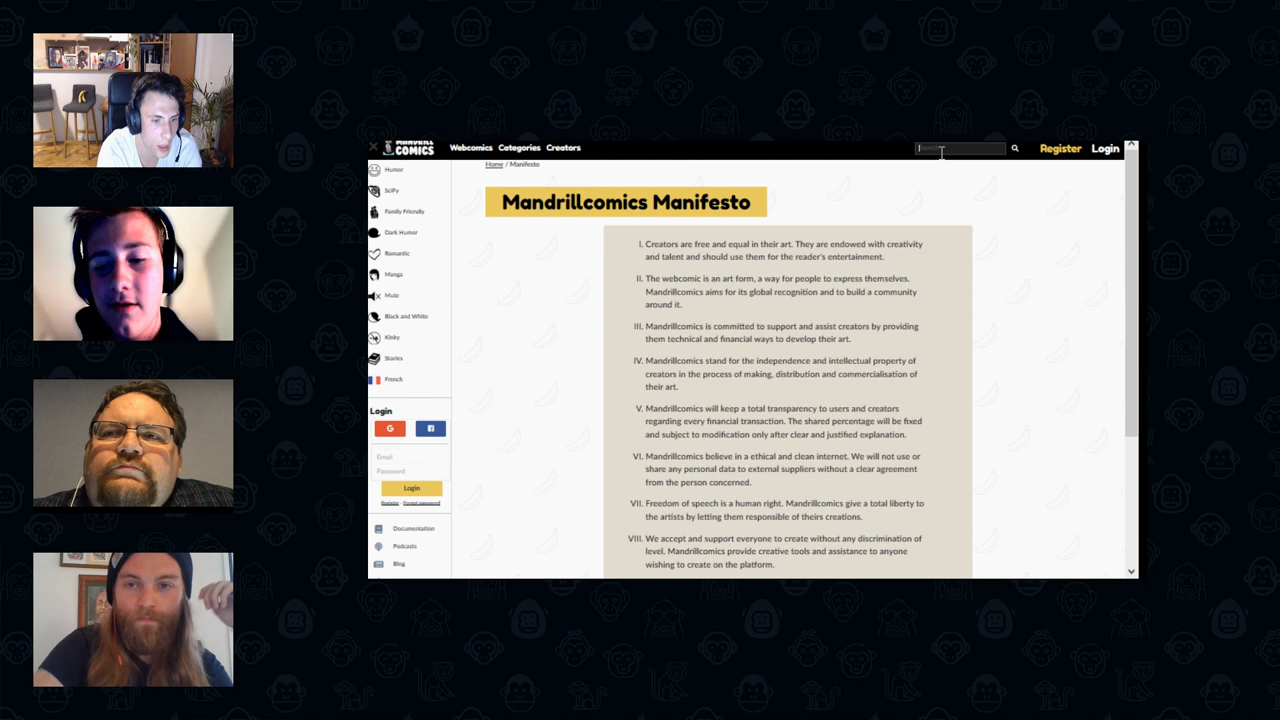 MANDRILL
COMICS
Webcomics Categories Creators
Register Login
Home / Manifesto
Humor
SciFy
Family Friendly
Dark Humor
Romantic
Manga
Mute
Black and White
Kinky
Stories
French
Login
G f
Email
Password
Login
Register - Forgot password
Documentation
Podcasts
Blog
Mandrillcomics Manifesto
I. Creators are free and equal in their art. They are endowed with creativity
and talent and should use them for the reader's entertainment.
II. The webcomic is an art form, a way for people to express themselves.
Mandrillcomics aims for its global recognition and to build a community
around it.
III. Mandrillcomics is committed to support and assist creators by providing
them technical and financial ways to develop their art.
IV. Mandrillcomics stand for the independence and intellectual property of
creators in the process of making, distribution and commercialisation of
their art.
V. Mandrillcomics will keep a total transparency to users and creators
regarding every financial transaction. The shared percentage will be fixed
and subject to modification only after clear and justified explanation.
VI. Mandrillcomics believe in a ethical and clean internet. We will not use or
share any personal data to external suppliers without a clear agreement
from the person concerned.
VII. Freedom of speech is a human right. Mandrillcomics give a total liberty to
the artists by letting them responsible of theirs creations.
VIII. We accept and support everyone to create without any discrimination of
level. Mandrillcomics provide creative tools and assistance to anyone
wishing to create on the platform.